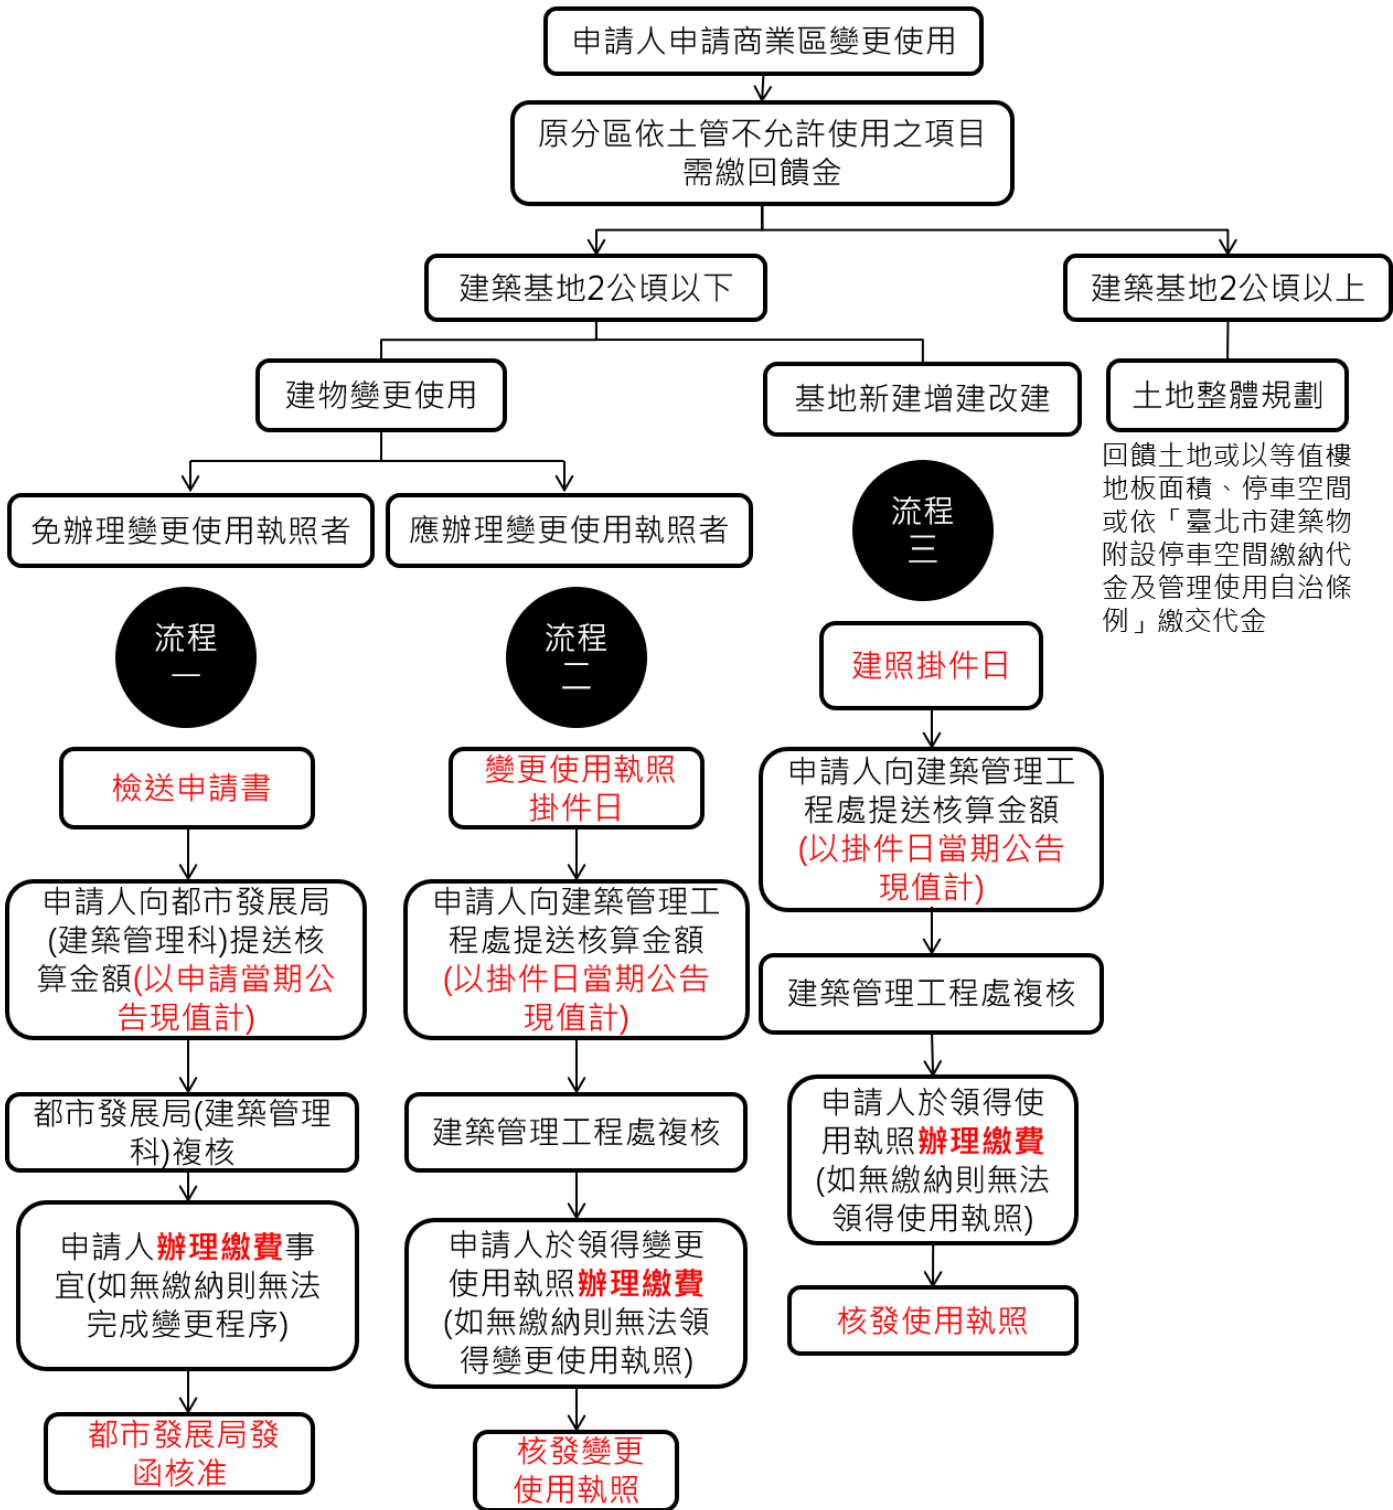 申請人申請商業區變更使用
原分區依土管不允許使用之項目
需繳回饋金
建築基地2公頃以下
建築基地2公頃以上
建物變更使用
基地新建增建改建
土地整體規劃
回饋土地或以等值樓
地板面積、停車空間
或依「臺北市建築物
附設停車空間繳納代
金及管理使用自治條
例」繳交代金
免辦理變更使用執照者
應辦理變更使用執照者
流程
一
檢送申請書
申請人向都市發展局
(建築管理科)提送核
算金額(以申請當期公
告現值計)
都市發展局(建築管理
科)複核
申請人辦理繳費事
宜(如無繳納則無法
完成變更程序)
都市發展局發
函核准
流程
二
變更使用執照
掛件日
申請人向建築管理工
程處提送核算金額
(以掛件日當期公告
現值計)
建築管理工程處複核
申請人於領得變更
使用執照辦理繳費
(如無繳納則無法領
得變更使用執照)
核發變更
使用執照
流程
三
建照掛件日
申請人向建築管理工
程處提送核算金額
(以掛件日當期公告
現值計)
建築管理工程處複核
申請人於領得使
用執照辦理繳費
(如無繳納則無法
領得使用執照)
核發使用執照